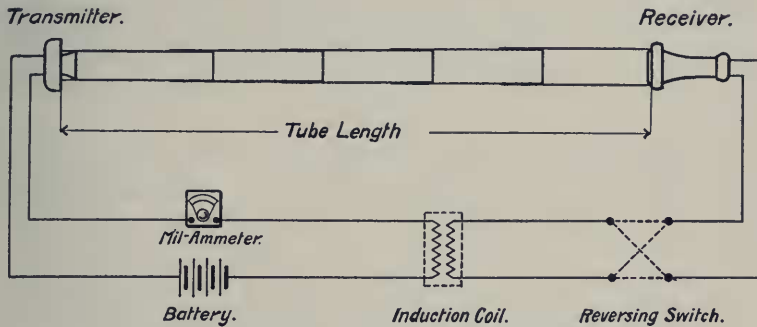 Transmitter.
Receiver.
Tube Length
Mil-Ammeter.
Battery.
Induction Coil.
Reversing Switch.